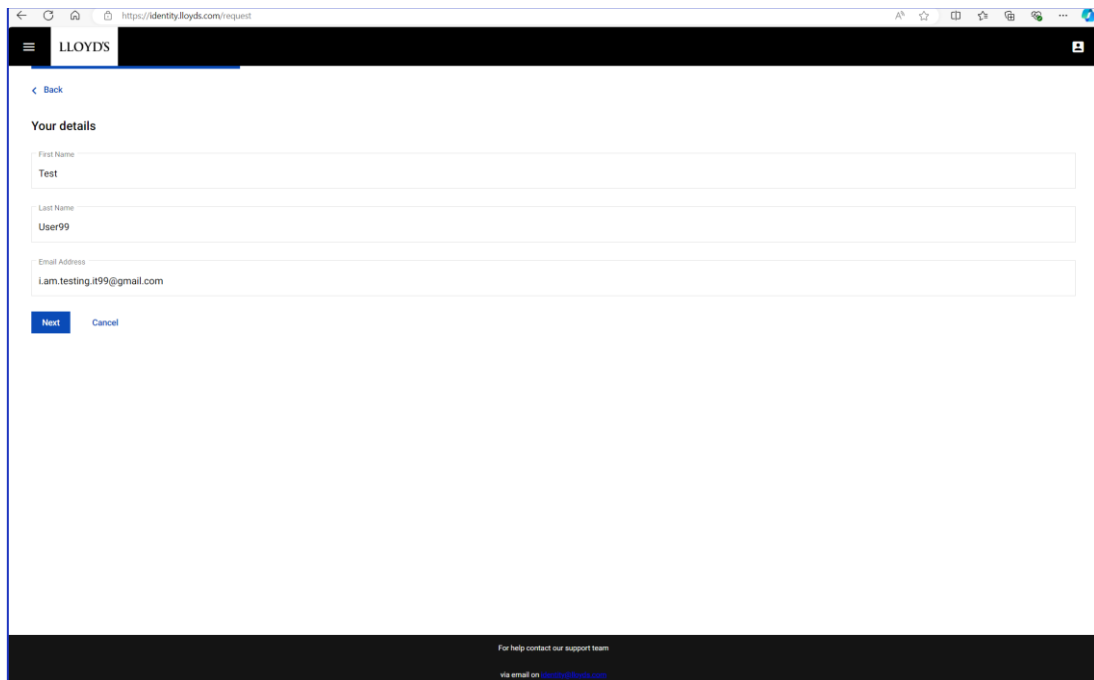 https://identity.lloyds.com/request
LLOYD'S
Back
Your details
First Name
Test
Last Name
User99
Email Address
i.am.testing.it99@gmail.com
Next Cancel
For help contact our support team
via email on